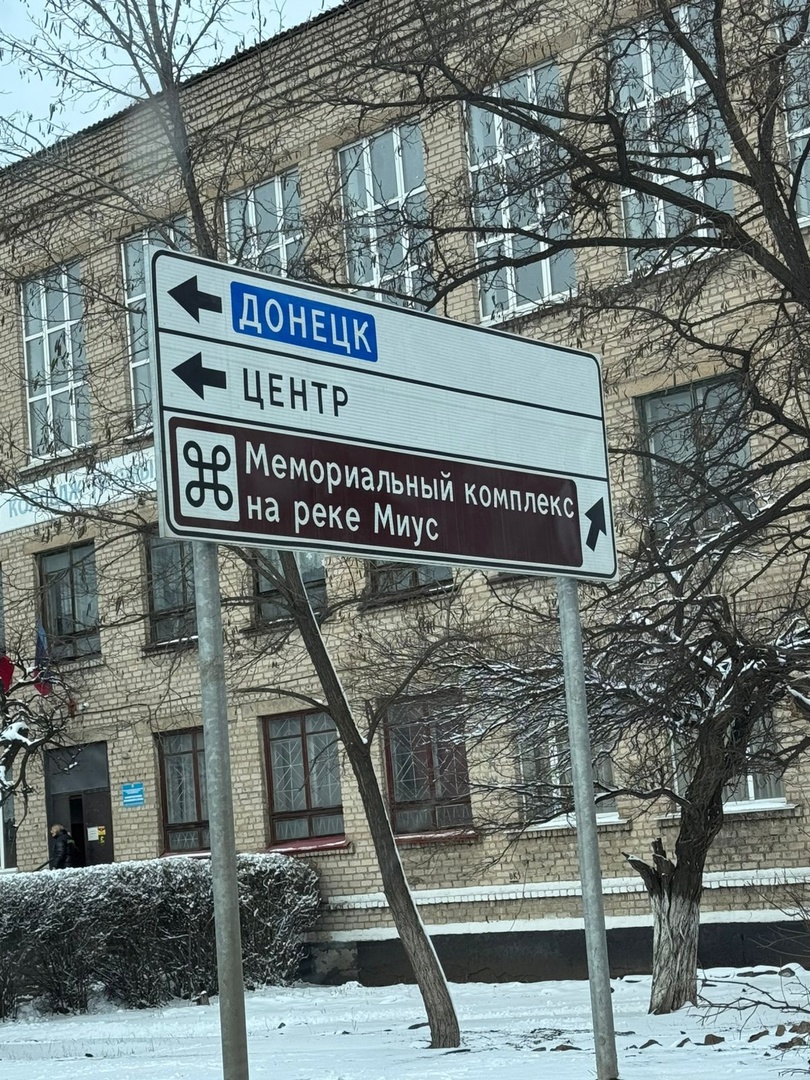 ДОНЕЦК
ЦЕНТР
Мемориальный комплекс
на реке Миус